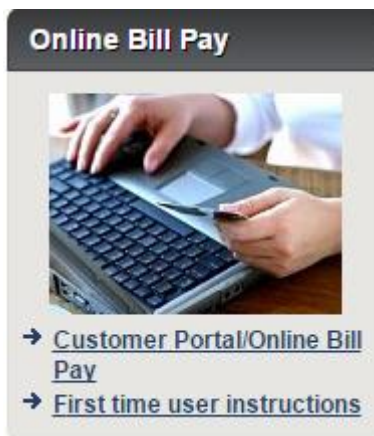 Online Bill Pay
Customer Portal/Online Bill
Pay
First time user instructions